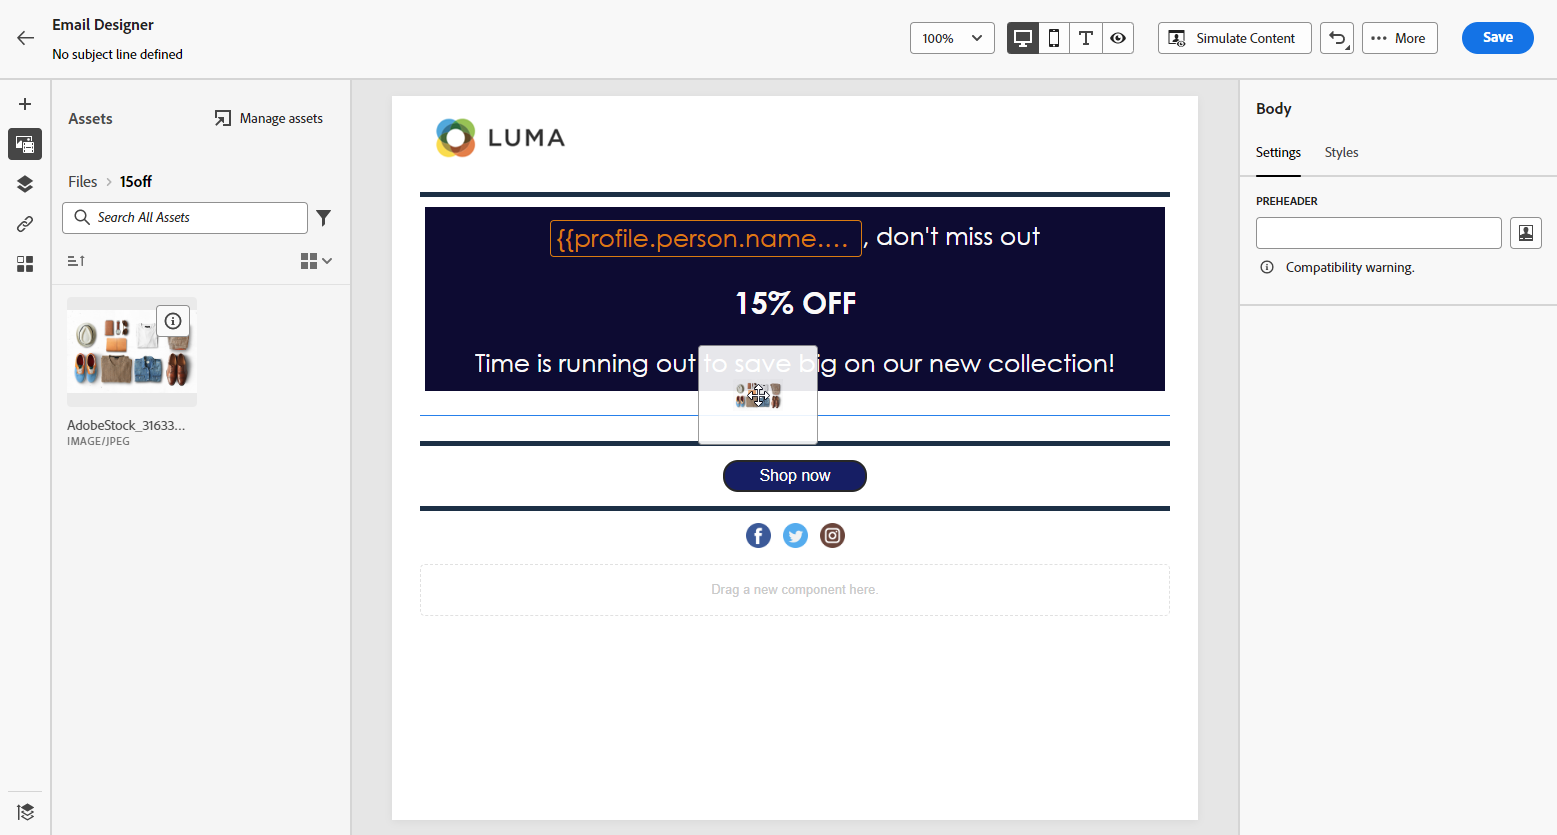 Email Designer
No subject line defined
100%
Simulate Content
More
Save
Assets
Manage assets
Files > 15off
Search All Assets
AdobeStock_31633...
IMAGE/JPEG
LUMA
{{profile.person.name.... , don't miss out
15% OFF
Time is running out to save big on our new collection!
Shop now
Drag a new component here.
Body
Settings
Styles
PREHEADER
Compatibility warning.